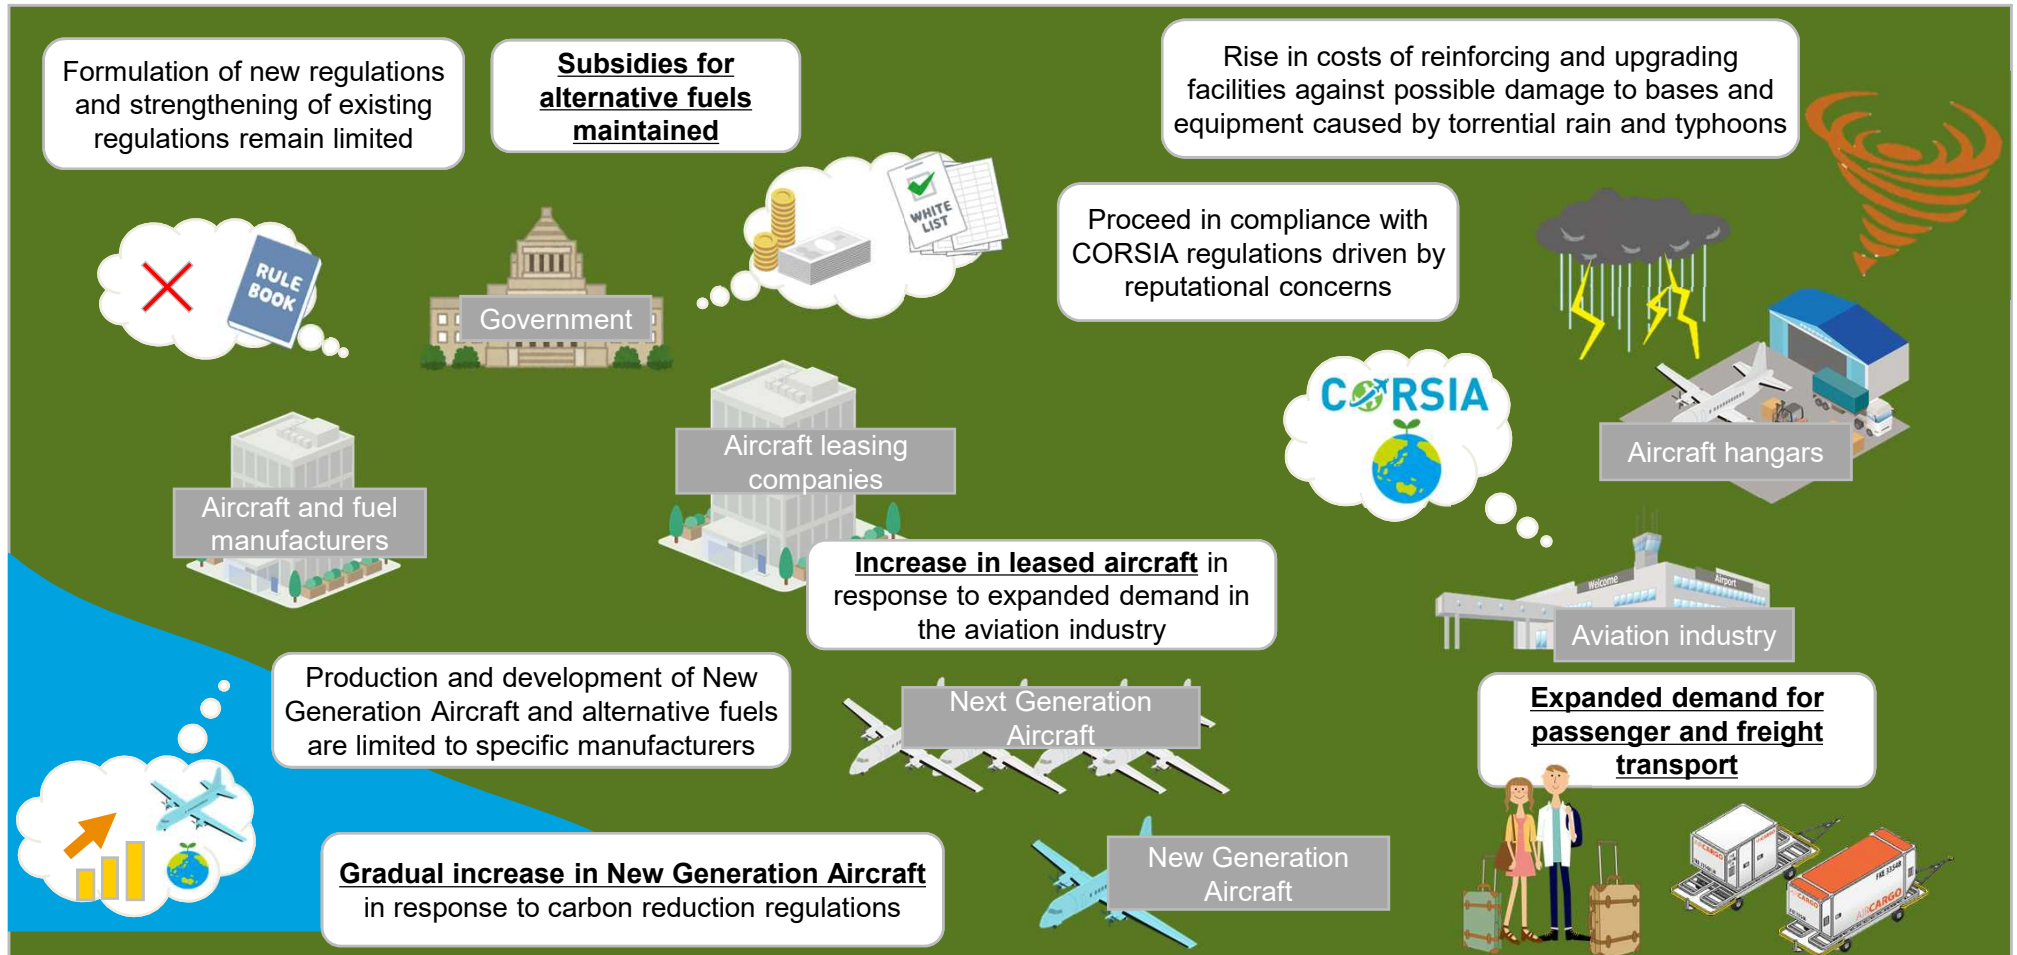 Formulation of new regulations
and strengthening of existing
regulations remain limited
Subsidies for
alternative fuels
maintained
Rise in costs of reinforcing and upgrading
facilities against possible damage to bases and
equipment caused by torrential rain and typhoons
WHITE
LIST
Proceed in compliance with
CORSIA regulations driven by
reputational concerns
RULE
BOOK
Government
CORSIA
Aircraft leasing
companies
Aircraft hangars
Aircraft and fuel
manufacturers
Increase in leased aircraft in
response to expanded demand in
the aviation industry
Welcome
Airport
Aviation industry
Production and development of New
Generation Aircraft and alternative fuels
are limited to specific manufacturers
Next Generation
Aircraft
Expanded demand for
passenger and freight
transport
Gradual increase in New Generation Aircraft
in response to carbon reduction regulations
New Generation
Aircraft
AIRCARGO